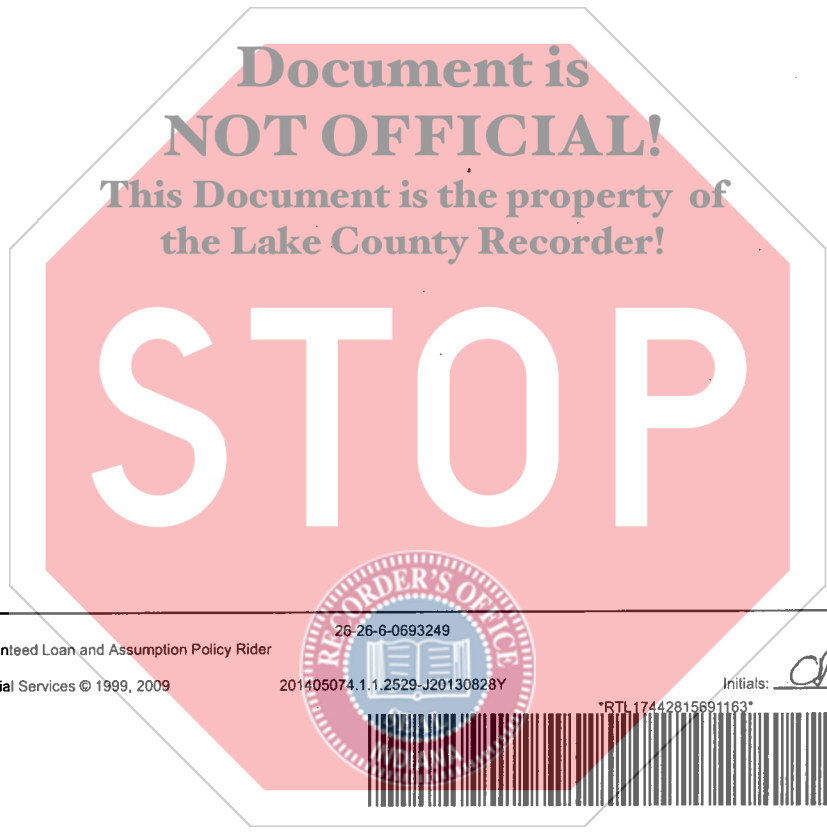 Document is
NOT OFFICIAL!
This Document is the property of
the Lake County Recorder!
STOP
RECORDER'S OFFICE
INDIANA
26-26-6-0693249
nteed Loan and Assumption Policy Rider
ial Services © 1999, 2009
201405074.1.1.2529-J20130828Y
Initials:
*RTL17442815691163*